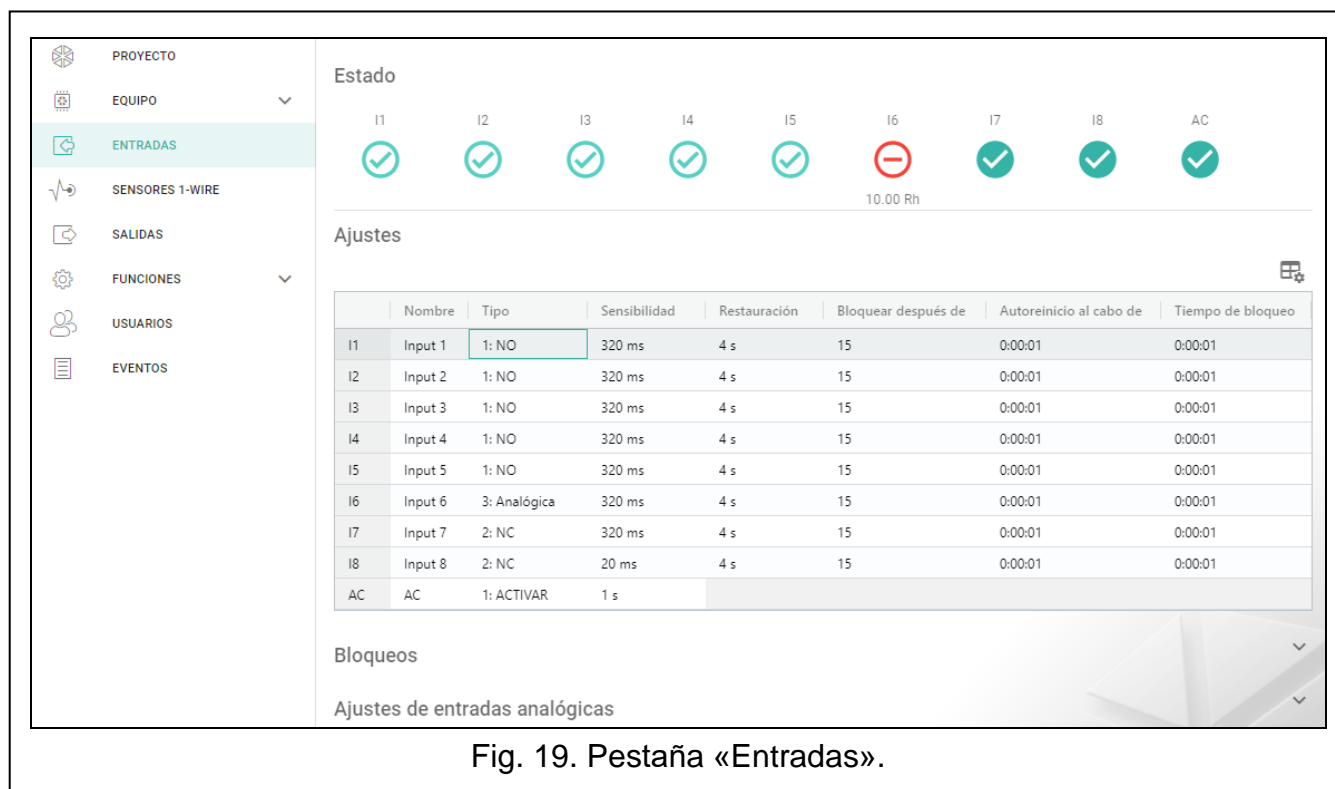 PROYECTO
EQUIPO
ENTRADAS
SENSORES 1-WIRE
SALIDAS
FUNCIONES
USUARIOS
EVENTOS
Estado
I1 I2 I3 I4 I5 I6 I7 I8 AC
10.00 Rh
Ajustes
Nombre Tipo Sensibilidad Restauración Bloquear después de Autoreinicio al cabo de Tiempo de bloqueo
I1 Input 1 1: NO 320 ms 4 s 15 0:00:01 0:00:01
I2 Input 2 1: NO 320 ms 4 s 15 0:00:01 0:00:01
I3 Input 3 1: NO 320 ms 4 s 15 0:00:01 0:00:01
I4 Input 4 1: NO 320 ms 4 s 15 0:00:01 0:00:01
I5 Input 5 1: NO 320 ms 4 s 15 0:00:01 0:00:01
I6 Input 6 3: Analógica 320 ms 4 s 15 0:00:01 0:00:01
I7 Input 7 2: NC 320 ms 4 s 15 0:00:01 0:00:01
I8 Input 8 2: NC 20 ms 4 s 15 0:00:01 0:00:01
AC AC 1: ACTIVAR 1 s
Bloqueos
Ajustes de entradas analógicas
Fig. 19. Pestaña «Entradas».